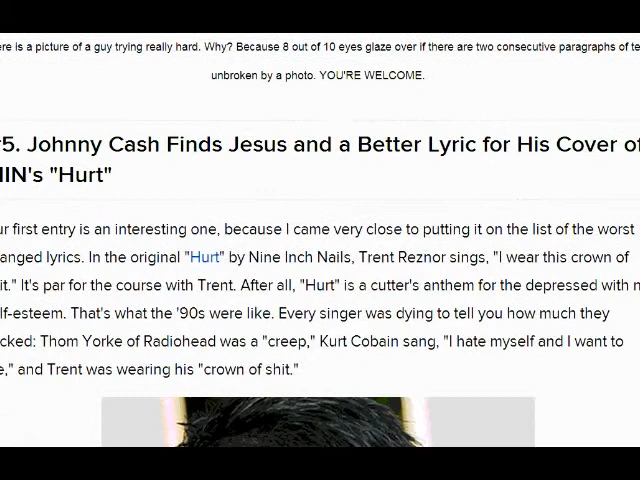 ere is a picture of a guy trying really hard. Why? Because 8 out of 10 eyes glaze over if there are two consecutive paragraphs of te
unbroken by a photo. YOU'RE WELCOME.
#5. Johnny Cash Finds Jesus and a Better Lyric for His Cover of
NIN's "Hurt"
ur first entry is an interesting one, because I came very close to putting it on the list of the worst
anged lyrics. In the original "Hurt" by Nine Inch Nails, Trent Reznor sings, "I wear this crown of
it." It's par for the course with Trent. After all, "Hurt" is a cutter's anthem for the depressed with n
lf-esteem. That's what the '90s were like. Every singer was dying to tell you how much they
cked: Thom Yorke of Radiohead was a "creep," Kurt Cobain sang, "I hate myself and I want to
e," and Trent was wearing his "crown of shit."